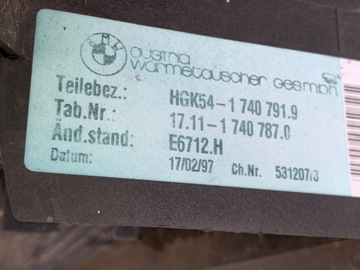 BMW
austria
wärmetauscher gesmbh
Teilebez.: HGK54-1 740 791.9
Tab.Nr.: 17.11-1 740 787.0
Änd.stand: E6712.H
Datum: 17/02/97 Ch.Nr. 531207/3